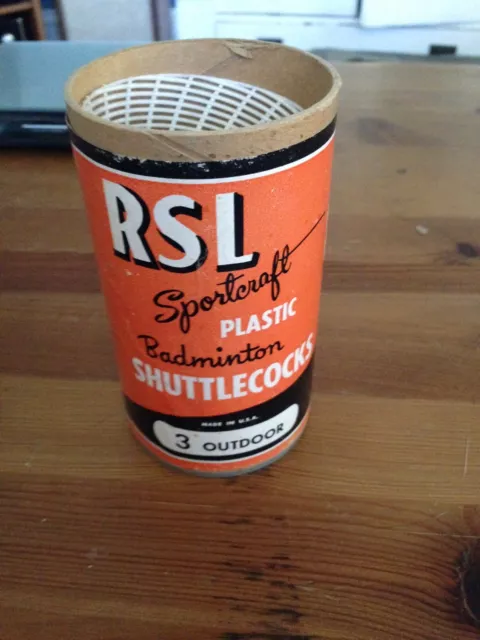 RSL
Sportcraft
PLASTIC
Badminton
SHUTTLECOCKS
MADE IN U.S.A.
3 OUTDOOR